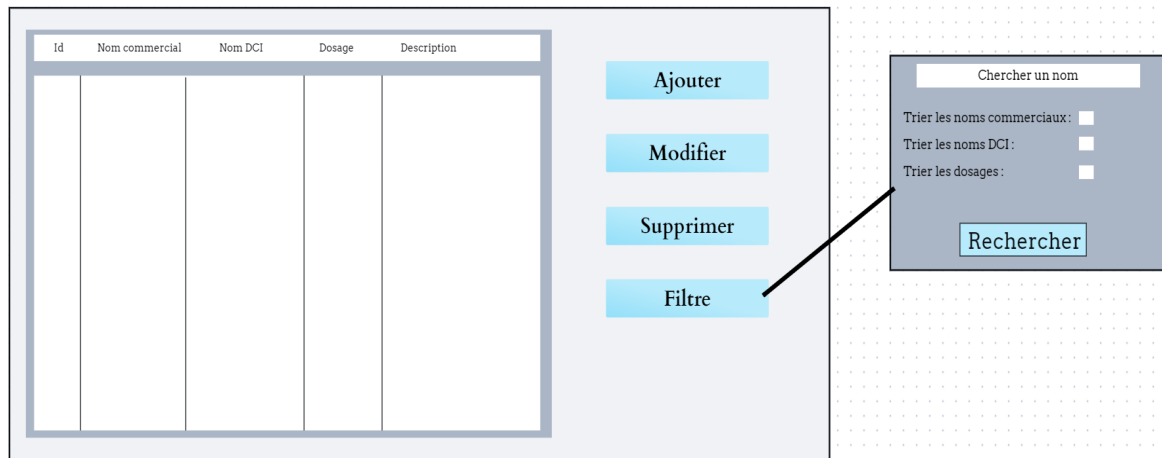 Id Nom commercial Nom DCI Dosage Description
Ajouter
Modifier
Supprimer
Filtre
Chercher un nom
Trier les noms commerciaux :
Trier les noms DCI :
Trier les dosages :
Rechercher